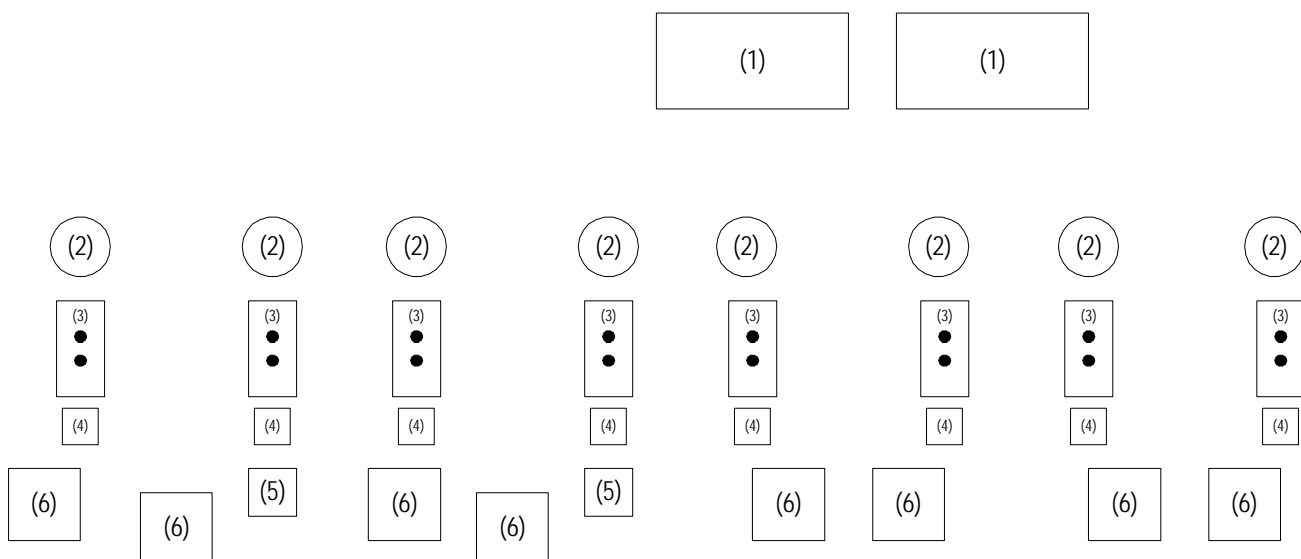 (1) (1)
(2) (2) (2) (2) (2) (2) (2) (2)
(3) (3) (3) (3) (3) (3) (3) (3)
(4) (4) (4) (4) (4) (4) (4) (4)
(6) (5) (6) (5) (6) (6) (6) (6)
(6) (6)